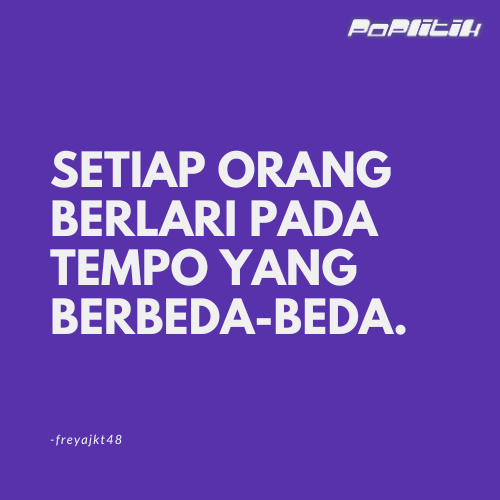 PoPlitik
SETIAP ORANG
BERLARI PADA
TEMPO YANG
BERBEDA-BEDA.
-freyajkt48